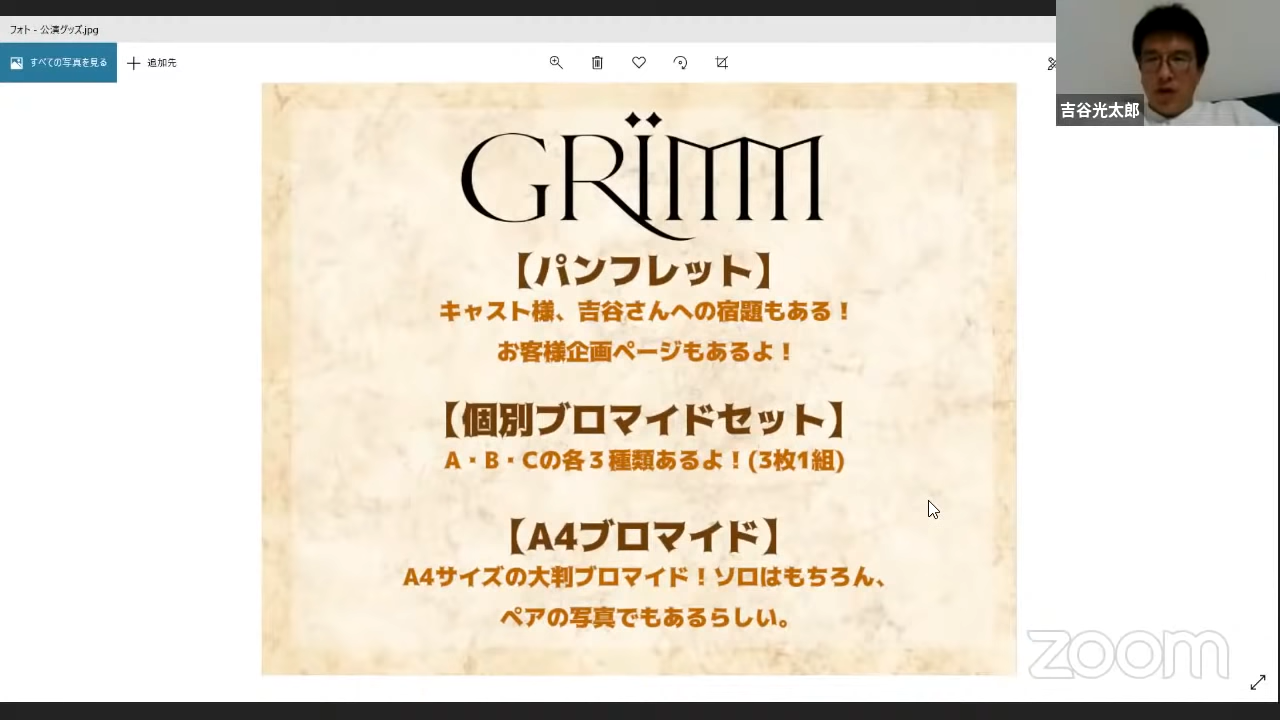 フォト - 公演グッズ.jpg
すべての写真を見る
追加先
吉谷光太郎
GRÏMM
【パンフレット】
キャスト様、吉谷さんへの宿題もある！
お客様企画ページもあるよ！
【個別ブロマイドセット】
A・B・Cの各３種類あるよ！(3枚1組)
【A4ブロマイド】
A4サイズの大判ブロマイド！ソロはもちろん、
ペアの写真でもあるらしい。
zoom